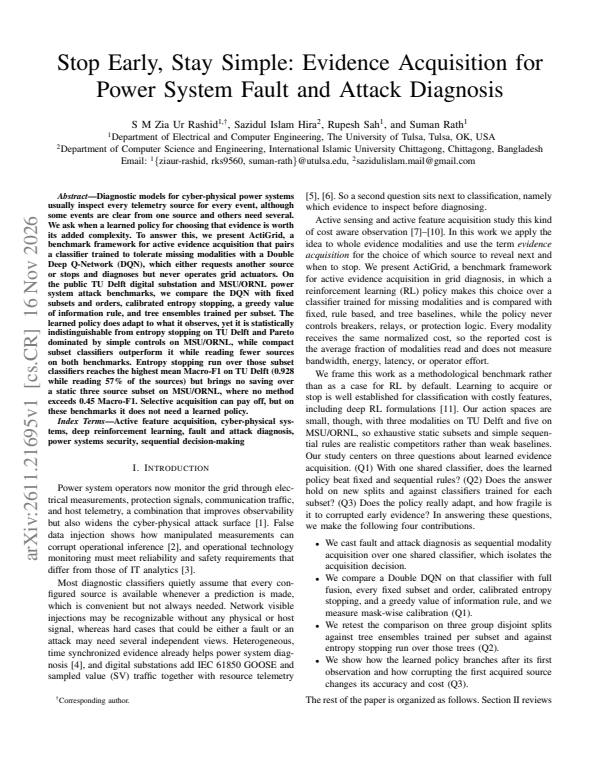 Stop Early, Stay Simple: Evidence Acquisition for
Power System Fault and Attack Diagnosis
S M Zia Ur Rashid¹,†, Sazidul Islam Hira², Rupesh Sah¹, and Suman Rath¹
¹Department of Electrical and Computer Engineering, The University of Tulsa, Tulsa, OK, USA
²Department of Computer Science and Engineering, International Islamic University Chittagong, Chittagong, Bangladesh
Email: ¹{ziaur-rashid, rks9560, suman-rath}@utulsa.edu, ²sazidulislam.mail@gmail.com
arXiv:2611.21695v1 [cs.CR] 16 Nov 2026
Abstract—Diagnostic models for cyber-physical power systems
usually inspect every telemetry source for every event, although
some events are clear from one source and others need several.
We ask when a learned policy for choosing that evidence is worth
its added complexity. To answer this, we present ActiGrid, a
benchmark framework for active evidence acquisition that pairs
a classifier trained to tolerate missing modalities with a Double
Deep Q-Network (DQN), which either requests another source
or stops and diagnoses but never operates grid actuators. On
the public TU Delft digital substation and MSU/ORNL power
system attack benchmarks, we compare the DQN with fixed
subsets and orders, calibrated entropy stopping, a greedy value
of information rule, and tree ensembles trained per subset. The
learned policy does adapt to what it observes, yet it is statistically
indistinguishable from entropy stopping on TU Delft and Pareto
dominated by simple controls on MSU/ORNL, while compact
subset classifiers outperform it while reading fewer sources
on both benchmarks. Entropy stopping run over those subset
classifiers reaches the highest mean Macro-F1 on TU Delft (0.928
while reading 57% of the sources) but brings no saving over
a static three source subset on MSU/ORNL, where no method
exceeds 0.45 Macro-F1. Selective acquisition can pay off, but on
these benchmarks it does not need a learned policy.
Index Terms—Active feature acquisition, cyber-physical sys-
tems, deep reinforcement learning, fault and attack diagnosis,
power systems security, sequential decision-making
I. INTRODUCTION
Power system operators now monitor the grid through elec-
trical measurements, protection signals, communication traffic,
and host telemetry, a combination that improves observability
but also widens the cyber-physical attack surface [1]. False
data injection shows how manipulated measurements can
corrupt operational inference [2], and operational technology
monitoring must meet reliability and safety requirements that
differ from those of IT analytics [3].
Most diagnostic classifiers quietly assume that every con-
figured source is available whenever a prediction is made,
which is convenient but not always needed. Network visible
injections may be recognizable without any physical or host
signal, whereas hard cases that could be either a fault or an
attack may need several independent views. Heterogeneous,
time synchronized evidence already helps power system diag-
nosis [4], and digital substations add IEC 61850 GOOSE and
sampled value (SV) traffic together with resource telemetry
†Corresponding author.
[5], [6]. So a second question sits next to classification, namely
which evidence to inspect before diagnosing.
Active sensing and active feature acquisition study this kind
of cost aware observation [7]–[10]. In this work we apply the
idea to whole evidence modalities and use the term evidence
acquisition for the choice of which source to reveal next and
when to stop. We present ActiGrid, a benchmark framework
for active evidence acquisition in grid diagnosis, in which a
reinforcement learning (RL) policy makes this choice over a
classifier trained for missing modalities and is compared with
fixed, rule based, and tree baselines, while the policy never
controls breakers, relays, or protection logic. Every modality
receives the same normalized cost, so the reported cost is
the average fraction of modalities read and does not measure
bandwidth, energy, latency, or operator effort.
We frame this work as a methodological benchmark rather
than as a case for RL by default. Learning to acquire or
stop is well established for classification with costly features,
including deep RL formulations [11]. Our action spaces are
small, though, with three modalities on TU Delft and five on
MSU/ORNL, so exhaustive static subsets and simple sequen-
tial rules are realistic competitors rather than weak baselines.
Our study centers on three questions about learned evidence
acquisition. (Q1) With one shared classifier, does the learned
policy beat fixed and sequential rules? (Q2) Does the answer
hold on new splits and against classifiers trained for each
subset? (Q3) Does the policy really adapt, and how fragile is
it to corrupted early evidence? In answering these questions,
we make the following four contributions.
• We cast fault and attack diagnosis as sequential modality
acquisition over one shared classifier, which isolates the
acquisition decision.
• We compare a Double DQN on that classifier with full
fusion, every fixed subset and order, calibrated entropy
stopping, and a greedy value of information rule, and we
measure mask-wise calibration (Q1).
• We retest the comparison on three group disjoint splits
against tree ensembles trained per subset and against
entropy stopping run over those trees (Q2).
• We show how the learned policy branches after its first
observation and how corrupting the first acquired source
changes its accuracy and cost (Q3).
The rest of the paper is organized as follows. Section II reviews